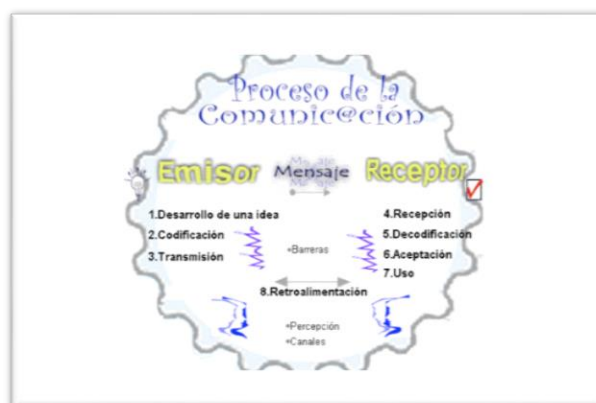 Proceso de la
Comunic@ción
Emisor Mensaje Receptor
1.Desarrollo de una idea
2.Codificación
3.Transmisión
•Barreras
4.Recepción
5.Decodificación
6.Aceptación
7.Uso
8.Retroalimentación
•Percepción
•Canales